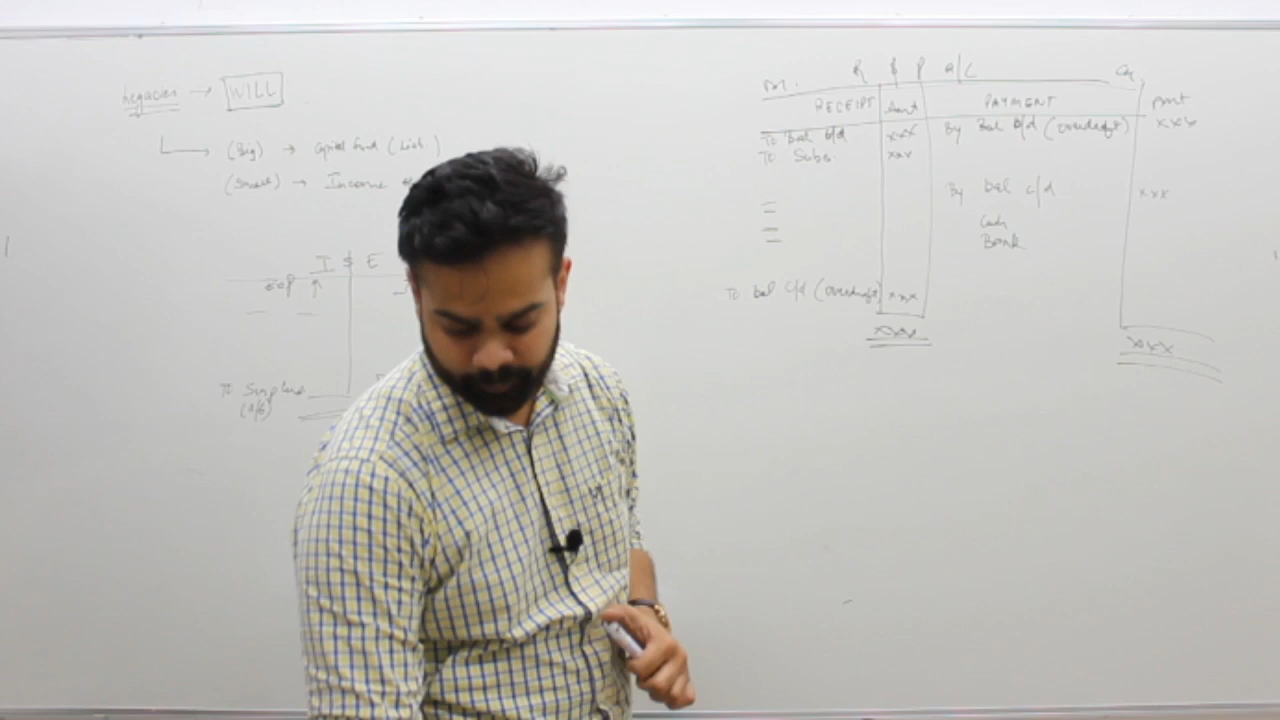 Legacies → WILL
(Big) → capital fund (Liab.)
(Small) → Income
I & E
exp ↑
To Surplus
(B/S)
R & P A/C
Dr. Cr.
RECEIPT Amt PAYMENT Amt
To Bal b/d xxx By Bal b/d (overdraft) xxx
To Subs. xxx
By bal c/d xxx
Cash
Bank
To bal c/d (overdraft) xxx
xxx xxx